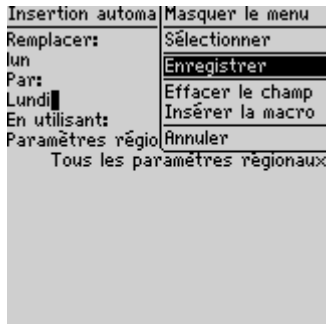 Insertion automa
Remplacer:
lun
Par:
Lundi
En utilisant:
Paramètres régio
Tous les paramètres régionaux
Masquer le menu
Sélectionner
Enregistrer
Effacer le champ
Insérer la macro
Annuler